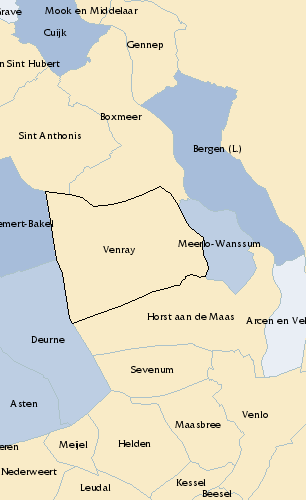 Grave
Mook en Middelaar
Cuijk
Gennep
n Sint Hubert
Boxmeer
Sint Anthonis
Bergen (L.)
emert-Bakel
Meerlo-Wanssum
Venray
Horst aan de Maas
Arcen en Vel
Deurne
Sevenum
Asten
Venlo
Maasbree
Meijel
Helden
eren
Nederweert
Kessel
Leudal
Beesel